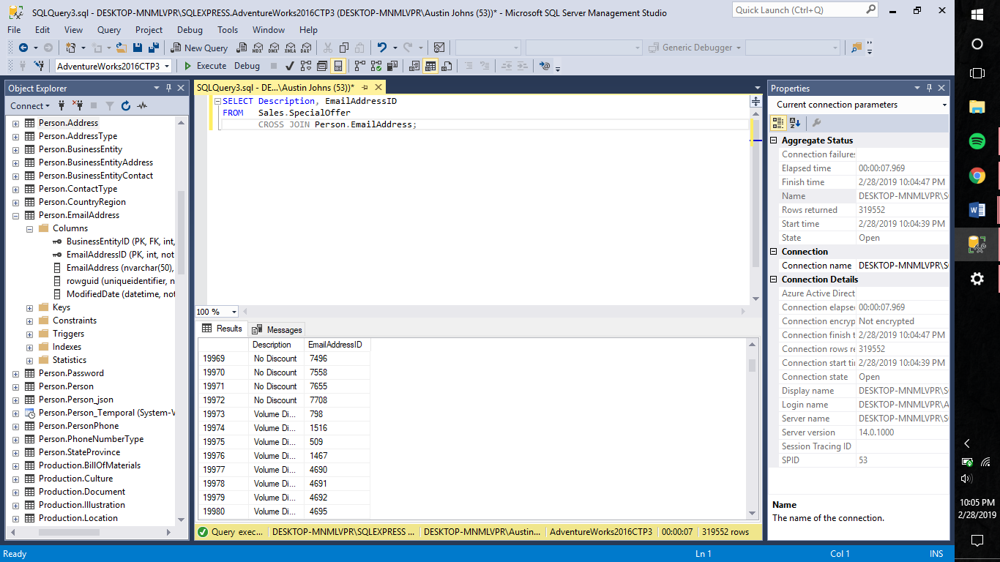 SQLQuery3.sql - DESKTOP-MNMLVPR\SQLEXPRESS.AdventureWorks2016CTP3 (DESKTOP-MNMLVPR\Austin Johns (53))* - Microsoft SQL Server Management Studio
Quick Launch (Ctrl+Q)
File Edit View Query Project Debug Tools Window Help
New Query
MDX DMX XMLA DAX
Generic Debugger
AdventureWorks2016CTP3
Execute Debug
Object Explorer
Connect
Person.Address
Person.AddressType
Person.BusinessEntity
Person.BusinessEntityAddress
Person.BusinessEntityContact
Person.ContactType
Person.CountryRegion
Person.EmailAddress
Columns
BusinessEntityID (PK, FK, int,
EmailAddressID (PK, int, not
EmailAddress (nvarchar(50),
rowguid (uniqueidentifier, n
ModifiedDate (datetime, not
Keys
Constraints
Triggers
Indexes
Statistics
Person.Password
Person.Person
Person.Person_json
Person.Person_Temporal (System-V
Person.PersonPhone
Person.PhoneNumberType
Person.StateProvince
Production.BillOfMaterials
Production.Culture
Production.Document
Production.Illustration
Production.Location
SQLQuery3.sql - DE...\Austin Johns (53))*
SELECT Description, EmailAddressID
FROM Sales.SpecialOffer
CROSS JOIN Person.EmailAddress;
100 %
Results Messages
Description EmailAddressID
19969 No Discount 7496
19970 No Discount 7558
19971 No Discount 7655
19972 No Discount 7708
19973 Volume Di... 798
19974 Volume Di... 1516
19975 Volume Di... 509
19976 Volume Di... 1467
19977 Volume Di... 4690
19978 Volume Di... 4691
19979 Volume Di... 4692
19980 Volume Di... 4695
Query exec... DESKTOP-MNMLVPR\SQLEXPRESS ... DESKTOP-MNMLVPR\Austin... AdventureWorks2016CTP3 00:00:07 319552 rows
Properties
Current connection parameters
Aggregate Status
Connection failures
Elapsed time 00:00:07.969
Finish time 2/28/2019 10:04:47 PM
Name DESKTOP-MNMLVPR\S
Rows returned 319552
Start time 2/28/2019 10:04:39 PM
State Open
Connection
Connection name DESKTOP-MNMLVPR\S
Connection Details
Azure Active Direct
Connection elapse 00:00:07.969
Connection encryp Not encrypted
Connection finish t 2/28/2019 10:04:47 PM
Connection rows re 319552
Connection start ti 2/28/2019 10:04:39 PM
Connection state Open
Display name DESKTOP-MNMLVPR\S
Login name DESKTOP-MNMLVPR\A
Server name DESKTOP-MNMLVPR\S
Server version 14.0.1000
Session Tracing ID
SPID 53
Name
The name of the connection.
Ready Ln 1 Col 1 INS
10:05 PM
2/28/2019